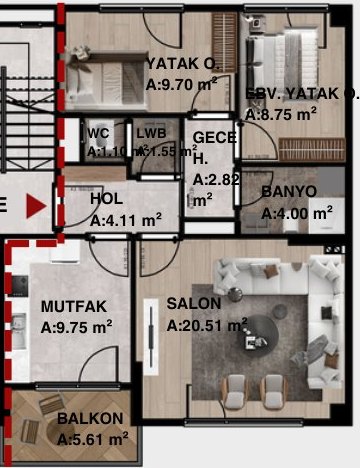 YATAK O.
A:9.70 m²
EBV. YATAK O.
A:8.75 m²
WC
A:1.10 m²
LWB
A:1.55 m²
GECE
H.
A:2.82
m²
BANYO
A:4.00 m²
HOL
A:4.11 m²
E
MUTFAK
A:9.75 m²
SALON
A:20.51 m²
BALKON
A:5.61 m²